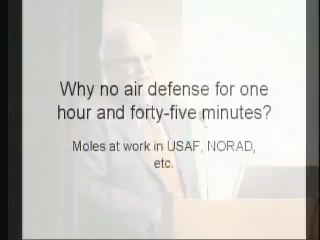 Why no air defense for one
hour and forty-five minutes?
Moles at work in USAF, NORAD,
etc.